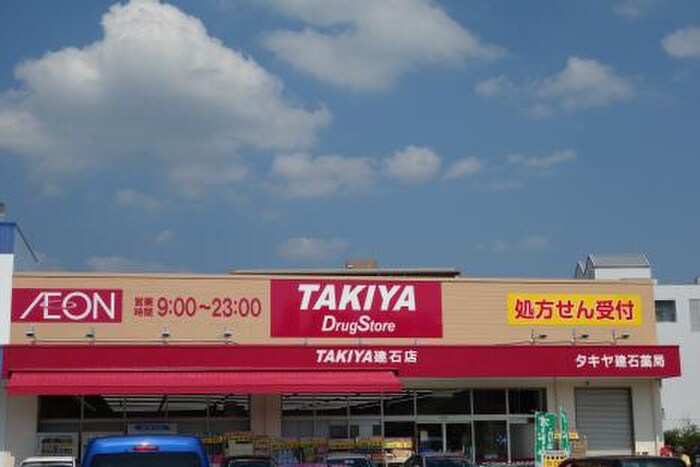 ÆON
営業時間 9:00～23:00
TAKIYA
DrugStore
処方せん受付
TAKIYA建石店
タキヤ建石薬局